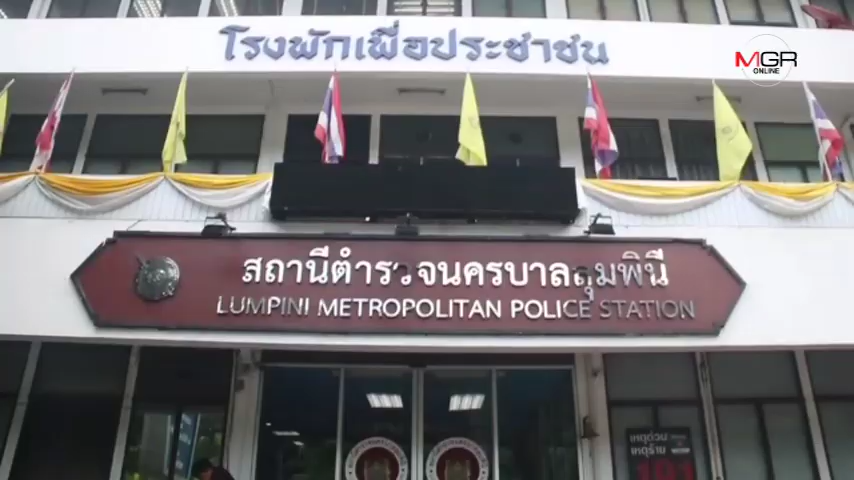 โรงพักเพื่อประชาชน
MGR
ONLINE
สถานีตำรวจนครบาลลุมพินี
LUMPINI METROPOLITAN POLICE STATION
เหตุด่วน
เหตุร้าย
191